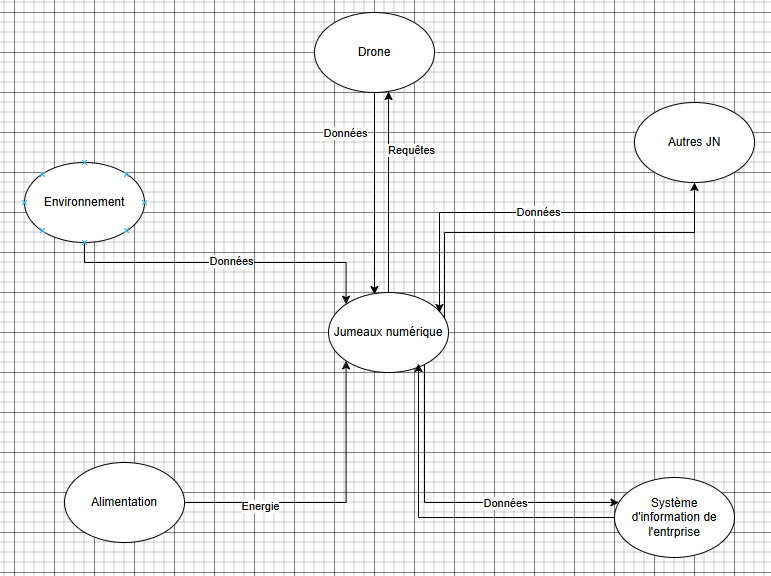 Drone
Données
Requêtes
Autres JN
Environnement
Données
Données
Jumeaux numérique
Alimentation
Energie
Données
Système
d'information de
l'entrprise